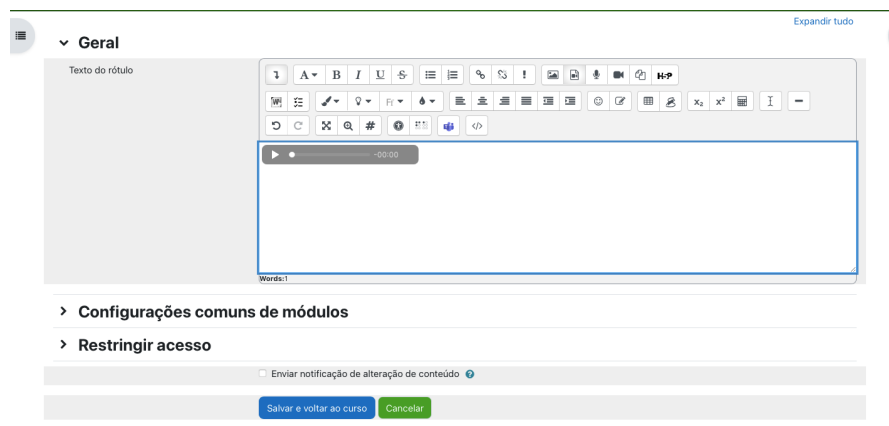 Expandir tudo
Geral
Texto do rótulo
A B I U S H-P
W Fr x₂ x² I
#
-00:00
Words:1
Configurações comuns de módulos
Restringir acesso
Enviar notificação de alteração de conteúdo ?
Salvar e voltar ao curso Cancelar